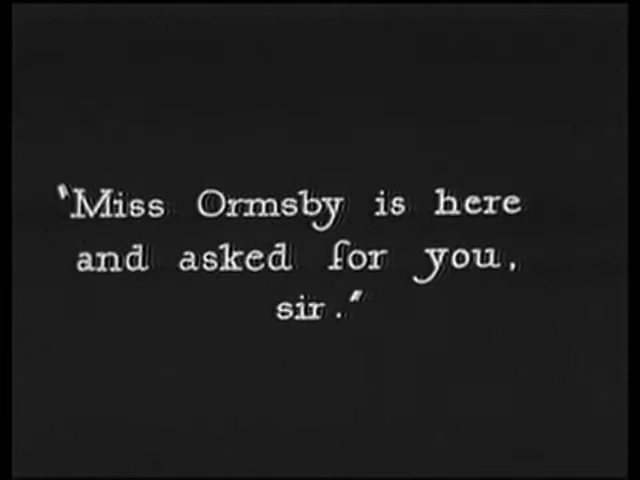 "Miss Ormsby is here
and asked for you,
sir."